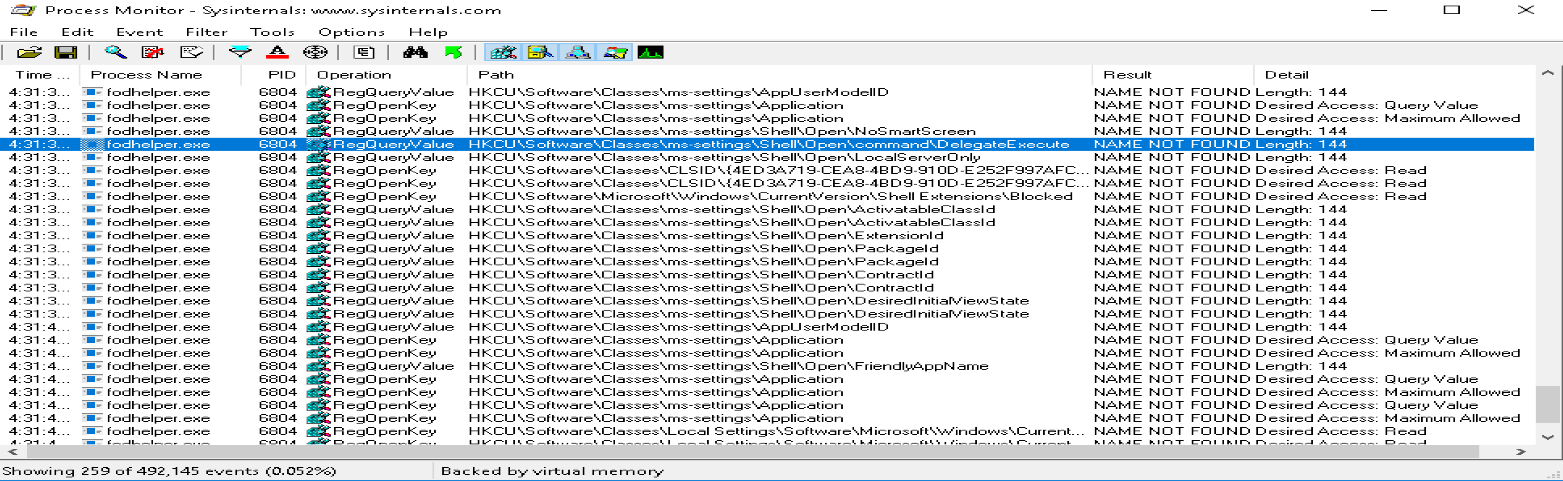 Process Monitor - Sysinternals: www.sysinternals.com
File Edit Event Filter Tools Options Help
Time ... Process Name PID Operation Path Result Detail
4:31:3... fodhelper.exe 6804 RegQueryValue HKCU\Software\Classes\ms-settings\AppUserModelID NAME NOT FOUND Length: 144
4:31:3... fodhelper.exe 6804 RegOpenKey HKCU\Software\Classes\ms-settings\Application NAME NOT FOUND Desired Access: Query Value
4:31:3... fodhelper.exe 6804 RegOpenKey HKCU\Software\Classes\ms-settings\Application NAME NOT FOUND Desired Access: Maximum Allowed
4:31:3... fodhelper.exe 6804 RegQueryValue HKCU\Software\Classes\ms-settings\Shell\Open\NoSmartScreen NAME NOT FOUND Length: 144
4:31:3... fodhelper.exe 6804 RegQueryValue HKCU\Software\Classes\ms-settings\Shell\Open\command\DelegateExecute NAME NOT FOUND Length: 144
4:31:3... fodhelper.exe 6804 RegQueryValue HKCU\Software\Classes\ms-settings\Shell\Open\LocalServerOnly NAME NOT FOUND Length: 144
4:31:3... fodhelper.exe 6804 RegOpenKey HKCU\Software\Classes\CLSID\{4ED3A719-CEA8-4BD9-910D-E252F997AFC... NAME NOT FOUND Desired Access: Read
4:31:3... fodhelper.exe 6804 RegOpenKey HKCU\Software\Classes\CLSID\{4ED3A719-CEA8-4BD9-910D-E252F997AFC... NAME NOT FOUND Desired Access: Read
4:31:3... fodhelper.exe 6804 RegOpenKey HKCU\Software\Microsoft\Windows\CurrentVersion\Shell Extensions\Blocked NAME NOT FOUND Desired Access: Read
4:31:3... fodhelper.exe 6804 RegQueryValue HKCU\Software\Classes\ms-settings\Shell\Open\ActivatableClassId NAME NOT FOUND Length: 144
4:31:3... fodhelper.exe 6804 RegQueryValue HKCU\Software\Classes\ms-settings\Shell\Open\ActivatableClassId NAME NOT FOUND Length: 144
4:31:3... fodhelper.exe 6804 RegQueryValue HKCU\Software\Classes\ms-settings\Shell\Open\ExtensionId NAME NOT FOUND Length: 144
4:31:3... fodhelper.exe 6804 RegQueryValue HKCU\Software\Classes\ms-settings\Shell\Open\PackageId NAME NOT FOUND Length: 144
4:31:3... fodhelper.exe 6804 RegQueryValue HKCU\Software\Classes\ms-settings\Shell\Open\PackageId NAME NOT FOUND Length: 144
4:31:3... fodhelper.exe 6804 RegQueryValue HKCU\Software\Classes\ms-settings\Shell\Open\ContractId NAME NOT FOUND Length: 144
4:31:3... fodhelper.exe 6804 RegQueryValue HKCU\Software\Classes\ms-settings\Shell\Open\ContractId NAME NOT FOUND Length: 144
4:31:3... fodhelper.exe 6804 RegQueryValue HKCU\Software\Classes\ms-settings\Shell\Open\DesiredInitialViewState NAME NOT FOUND Length: 144
4:31:3... fodhelper.exe 6804 RegQueryValue HKCU\Software\Classes\ms-settings\Shell\Open\DesiredInitialViewState NAME NOT FOUND Length: 144
4:31:4... fodhelper.exe 6804 RegQueryValue HKCU\Software\Classes\ms-settings\AppUserModelID NAME NOT FOUND Length: 144
4:31:4... fodhelper.exe 6804 RegOpenKey HKCU\Software\Classes\ms-settings\Application NAME NOT FOUND Desired Access: Query Value
4:31:4... fodhelper.exe 6804 RegOpenKey HKCU\Software\Classes\ms-settings\Application NAME NOT FOUND Desired Access: Maximum Allowed
4:31:4... fodhelper.exe 6804 RegQueryValue HKCU\Software\Classes\ms-settings\Shell\Open\FriendlyAppName NAME NOT FOUND Length: 144
4:31:4... fodhelper.exe 6804 RegOpenKey HKCU\Software\Classes\ms-settings\Application NAME NOT FOUND Desired Access: Query Value
4:31:4... fodhelper.exe 6804 RegOpenKey HKCU\Software\Classes\ms-settings\Application NAME NOT FOUND Desired Access: Maximum Allowed
4:31:4... fodhelper.exe 6804 RegOpenKey HKCU\Software\Classes\ms-settings\Application NAME NOT FOUND Desired Access: Query Value
4:31:4... fodhelper.exe 6804 RegOpenKey HKCU\Software\Classes\ms-settings\Application NAME NOT FOUND Desired Access: Maximum Allowed
4:31:4... fodhelper.exe 6804 RegOpenKey HKCU\Software\Classes\Local Settings\Software\Microsoft\Windows\Current... NAME NOT FOUND Desired Access: Read
4:31:4... fodhelper.exe 6804 RegOpenKey HKCU\Software\Classes\Local Settings\Software\Microsoft\Windows\Current... NAME NOT FOUND Desired Access: Read
Showing 259 of 492,145 events (0.052%) Backed by virtual memory